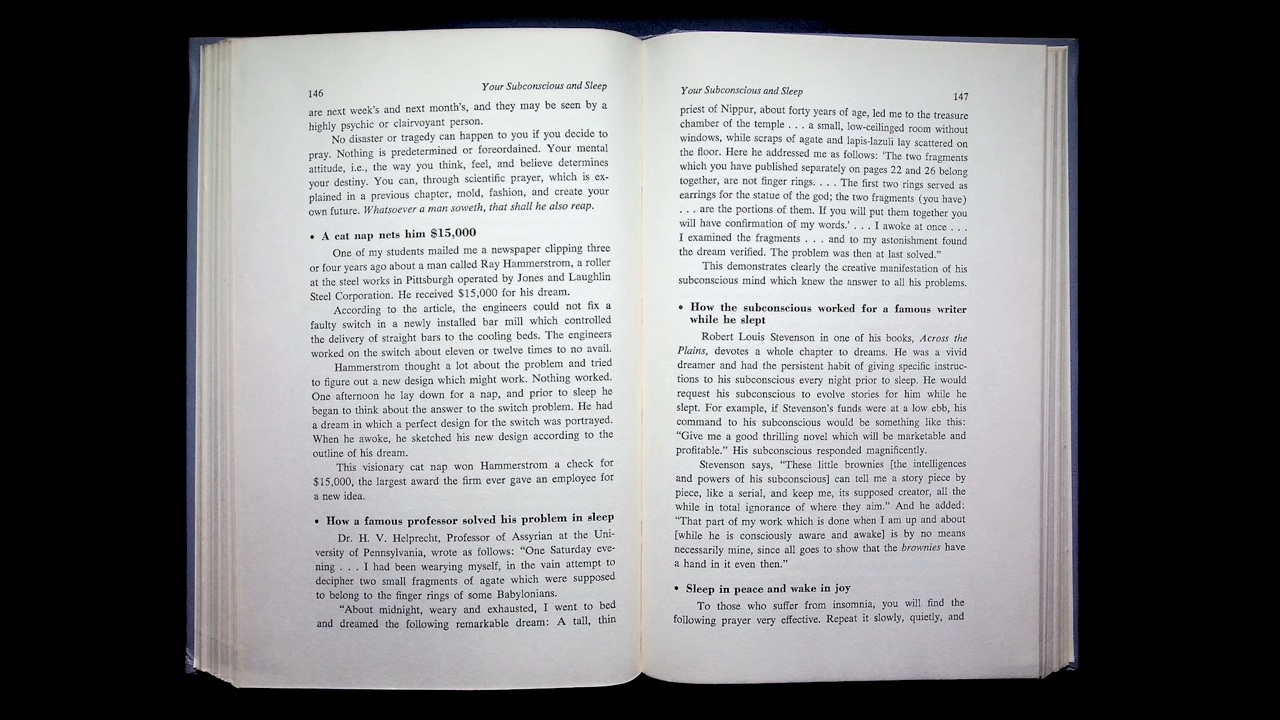 146
Your Subconscious and Sleep
are next week's and next month's, and they may be seen by a
highly psychic or clairvoyant person.
No disaster or tragedy can happen to you if you decide to
pray. Nothing is predetermined or foreordained. Your mental
attitude, i.e., the way you think, feel, and believe determines
your destiny. You can, through scientific prayer, which is ex-
plained in a previous chapter, mold, fashion, and create your
own future. Whatsoever a man soweth, that shall he also reap.
• A cat nap nets him $15,000
One of my students mailed me a newspaper clipping three
or four years ago about a man called Ray Hammerstrom, a roller
at the steel works in Pittsburgh operated by Jones and Laughlin
Steel Corporation. He received $15,000 for his dream.
According to the article, the engineers could not fix a
faulty switch in a newly installed bar mill which controlled
the delivery of straight bars to the cooling beds. The engineers
worked on the switch about eleven or twelve times to no avail.
Hammerstrom thought a lot about the problem and tried
to figure out a new design which might work. Nothing worked.
One afternoon he lay down for a nap, and prior to sleep he
began to think about the answer to the switch problem. He had
a dream in which a perfect design for the switch was portrayed.
When he awoke, he sketched his new design according to the
outline of his dream.
This visionary cat nap won Hammerstrom a check for
$15,000, the largest award the firm ever gave an employee for
a new idea.
• How a famous professor solved his problem in sleep
Dr. H. V. Helprecht, Professor of Assyrian at the Uni-
versity of Pennsylvania, wrote as follows: "One Saturday eve-
ning . . . I had been wearying myself, in the vain attempt to
decipher two small fragments of agate which were supposed
to belong to the finger rings of some Babylonians.
"About midnight, weary and exhausted, I went to bed
and dreamed the following remarkable dream: A tall, thin
Your Subconscious and Sleep
147
priest of Nippur, about forty years of age, led me to the treasure
chamber of the temple . . . a small, low-ceilinged room without
windows, while scraps of agate and lapis-lazuli lay scattered on
the floor. Here he addressed me as follows: 'The two fragments
which you have published separately on pages 22 and 26 belong
together, are not finger rings. . . . The first two rings served as
earrings for the statue of the god; the two fragments (you have)
. . . are the portions of them. If you will put them together you
will have confirmation of my words.' . . . I awoke at once . . .
I examined the fragments . . . and to my astonishment found
the dream verified. The problem was then at last solved."
This demonstrates clearly the creative manifestation of his
subconscious mind which knew the answer to all his problems.
• How the subconscious worked for a famous writer
while he slept
Robert Louis Stevenson in one of his books, Across the
Plains, devotes a whole chapter to dreams. He was a vivid
dreamer and had the persistent habit of giving specific instruc-
tions to his subconscious every night prior to sleep. He would
request his subconscious to evolve stories for him while he
slept. For example, if Stevenson's funds were at a low ebb, his
command to his subconscious would be something like this:
"Give me a good thrilling novel which will be marketable and
profitable." His subconscious responded magnificently.
Stevenson says, "These little brownies [the intelligences
and powers of his subconscious] can tell me a story piece by
piece, like a serial, and keep me, its supposed creator, all the
while in total ignorance of where they aim." And he added:
"That part of my work which is done when I am up and about
[while he is consciously aware and awake] is by no means
necessarily mine, since all goes to show that the brownies have
a hand in it even then."
• Sleep in peace and wake in joy
To those who suffer from insomnia, you will find the
following prayer very effective. Repeat it slowly, quietly, and